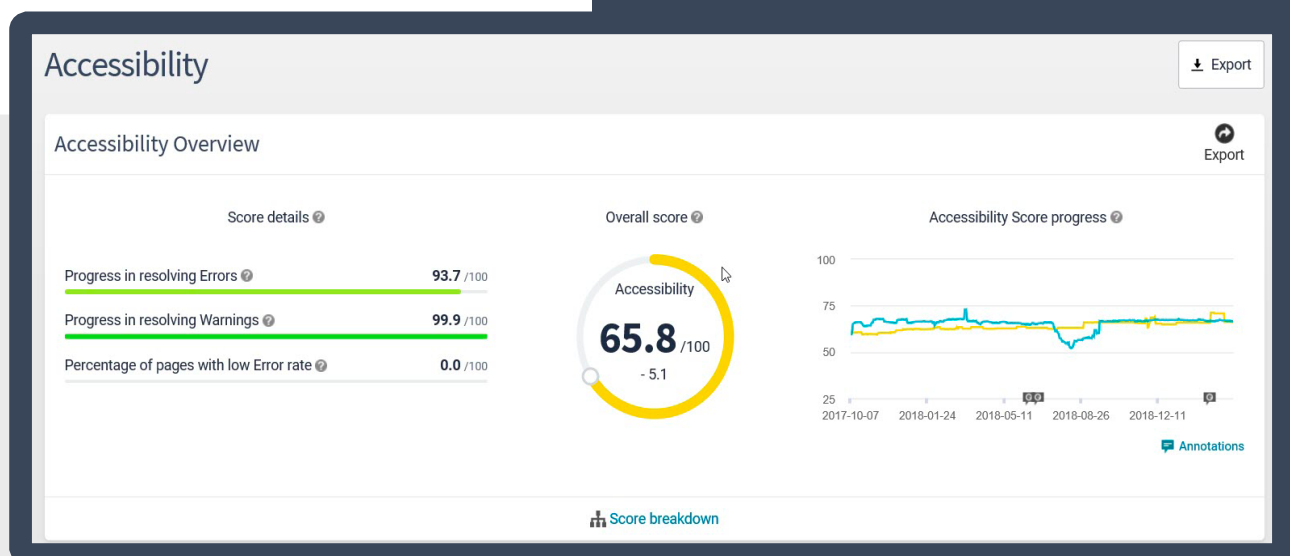 Accessibility
Export
Accessibility Overview
Export
Score details
Progress in resolving Errors 93.7 /100
Progress in resolving Warnings 99.9 /100
Percentage of pages with low Error rate 0.0 /100
Overall score
Accessibility
65.8 /100
- 5.1
Accessibility Score progress
100
75
50
25
2017-10-07 2018-01-24 2018-05-11 2018-08-26 2018-12-11
Annotations
Score breakdown